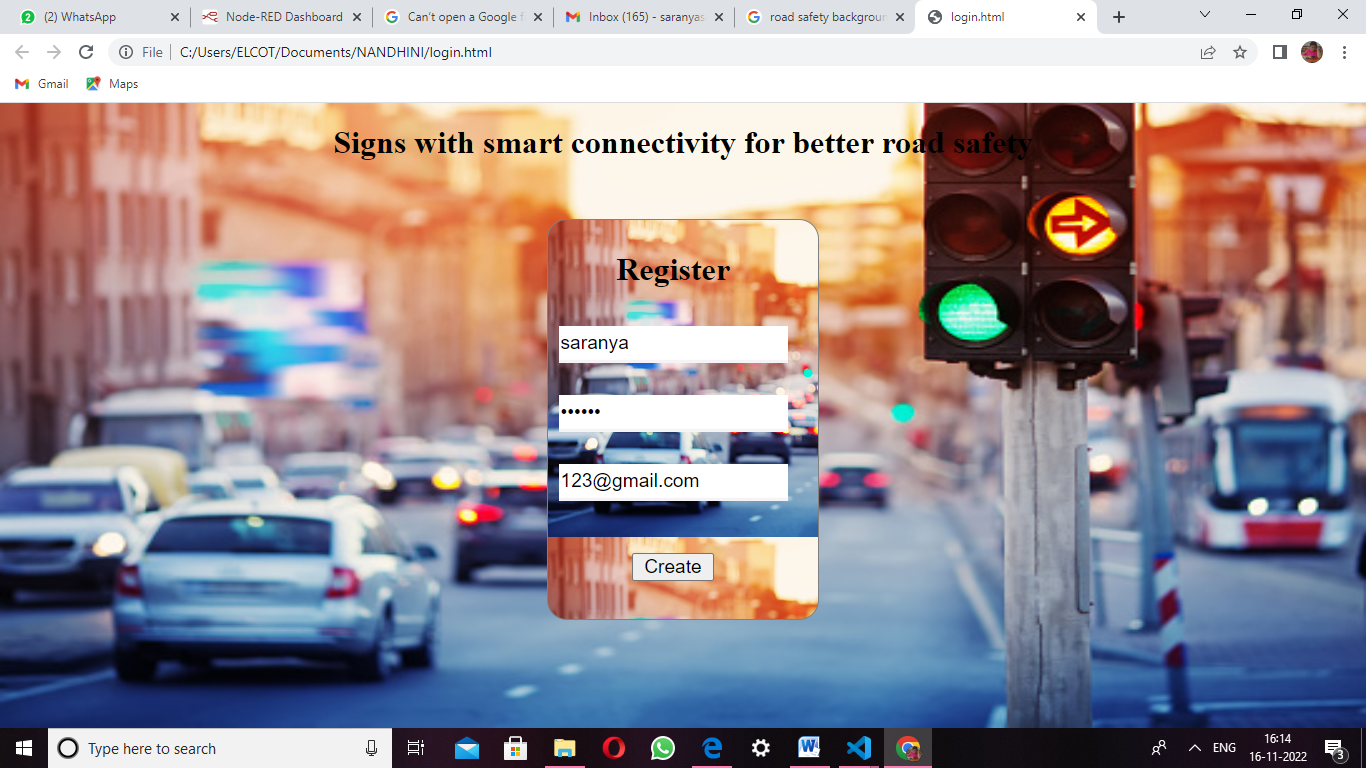 (2) WhatsApp
Node-RED Dashboard
Can't open a Google f
Inbox (165) - saranyas
road safety backgroun
login.html
File
C:/Users/ELCOT/Documents/NANDHINI/login.html
Gmail
Maps
Signs with smart connectivity for better road safety
Register
saranya
••••••
123@gmail.com
Create
Type here to search
ENG
16:14
16-11-2022
3